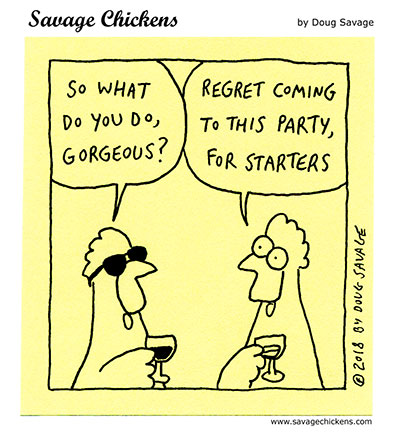 Savage Chickens
by Doug Savage
SO WHAT
DO YOU DO,
GORGEOUS?
REGRET COMING
TO THIS PARTY,
FOR STARTERS
© 2018 BY DOUG SAVAGE
www.savagechickens.com